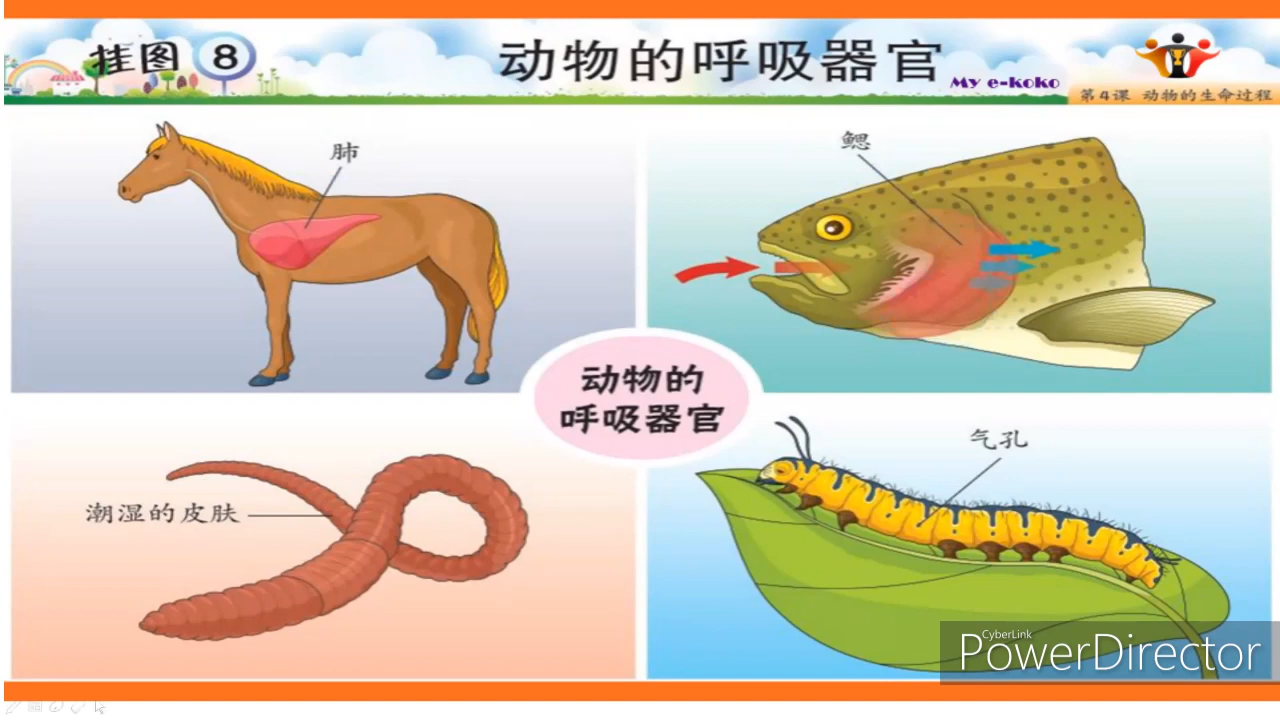 挂图 8
动物的呼吸器官
My e-koko
第4课 动物的生命过程
肺
鳃
动物的
呼吸器官
潮湿的皮肤
气孔
CyberLink
PowerDirector